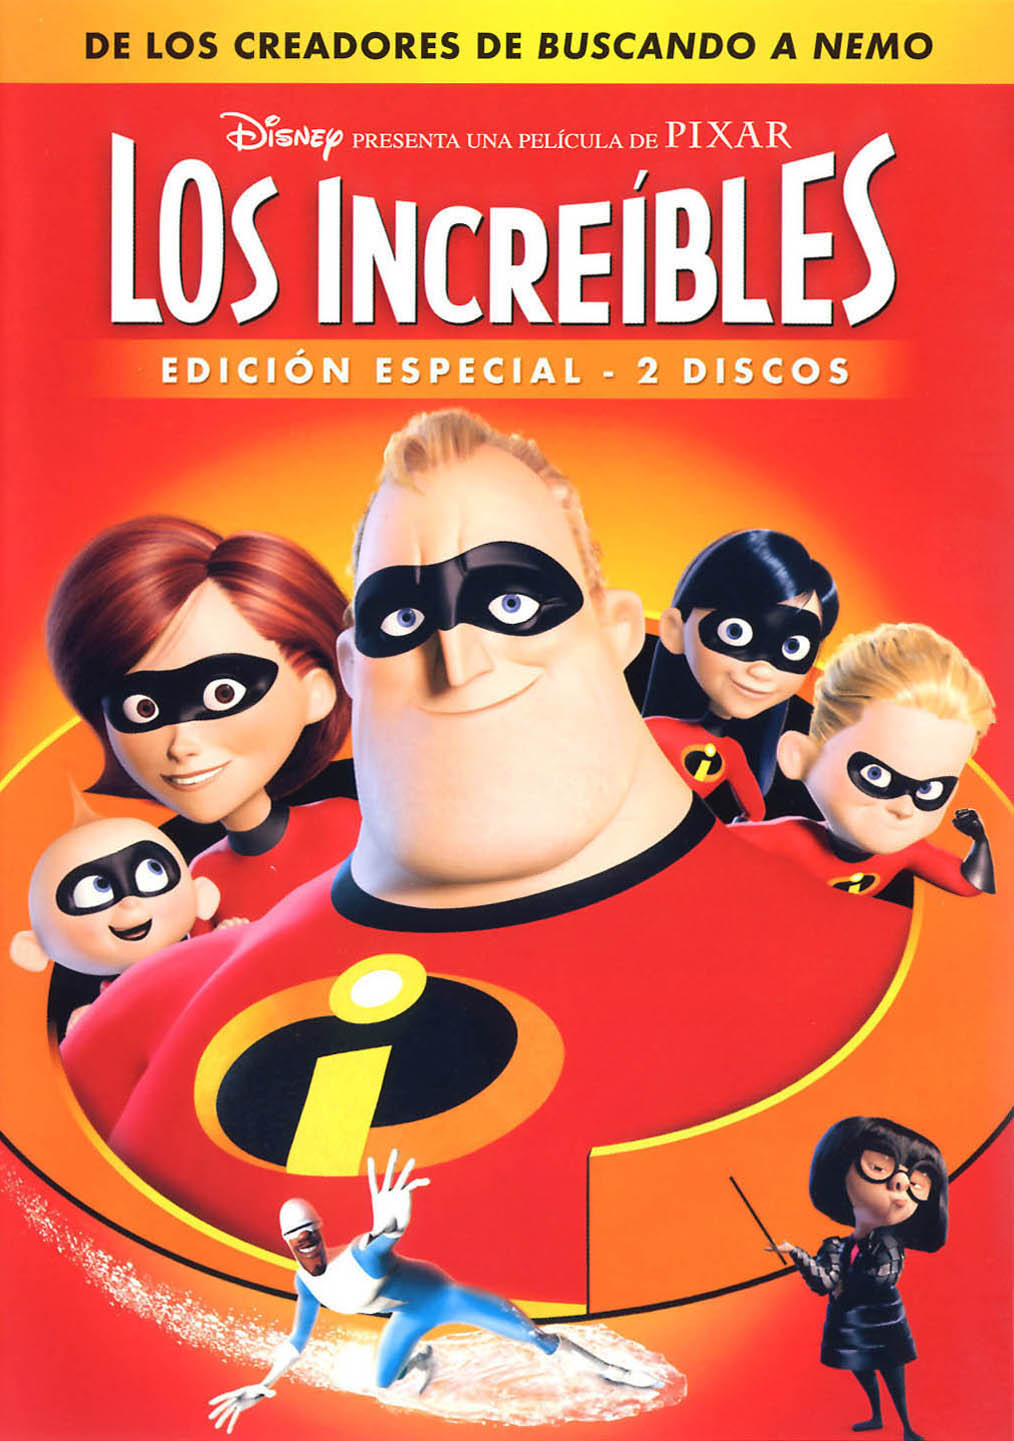 DE LOS CREADORES DE BUSCANDO A NEMO
DISNEY PRESENTA UNA PELÍCULA DE PIXAR
LOS INCREÍBLES
EDICIÓN ESPECIAL - 2 DISCOS
i
i
i